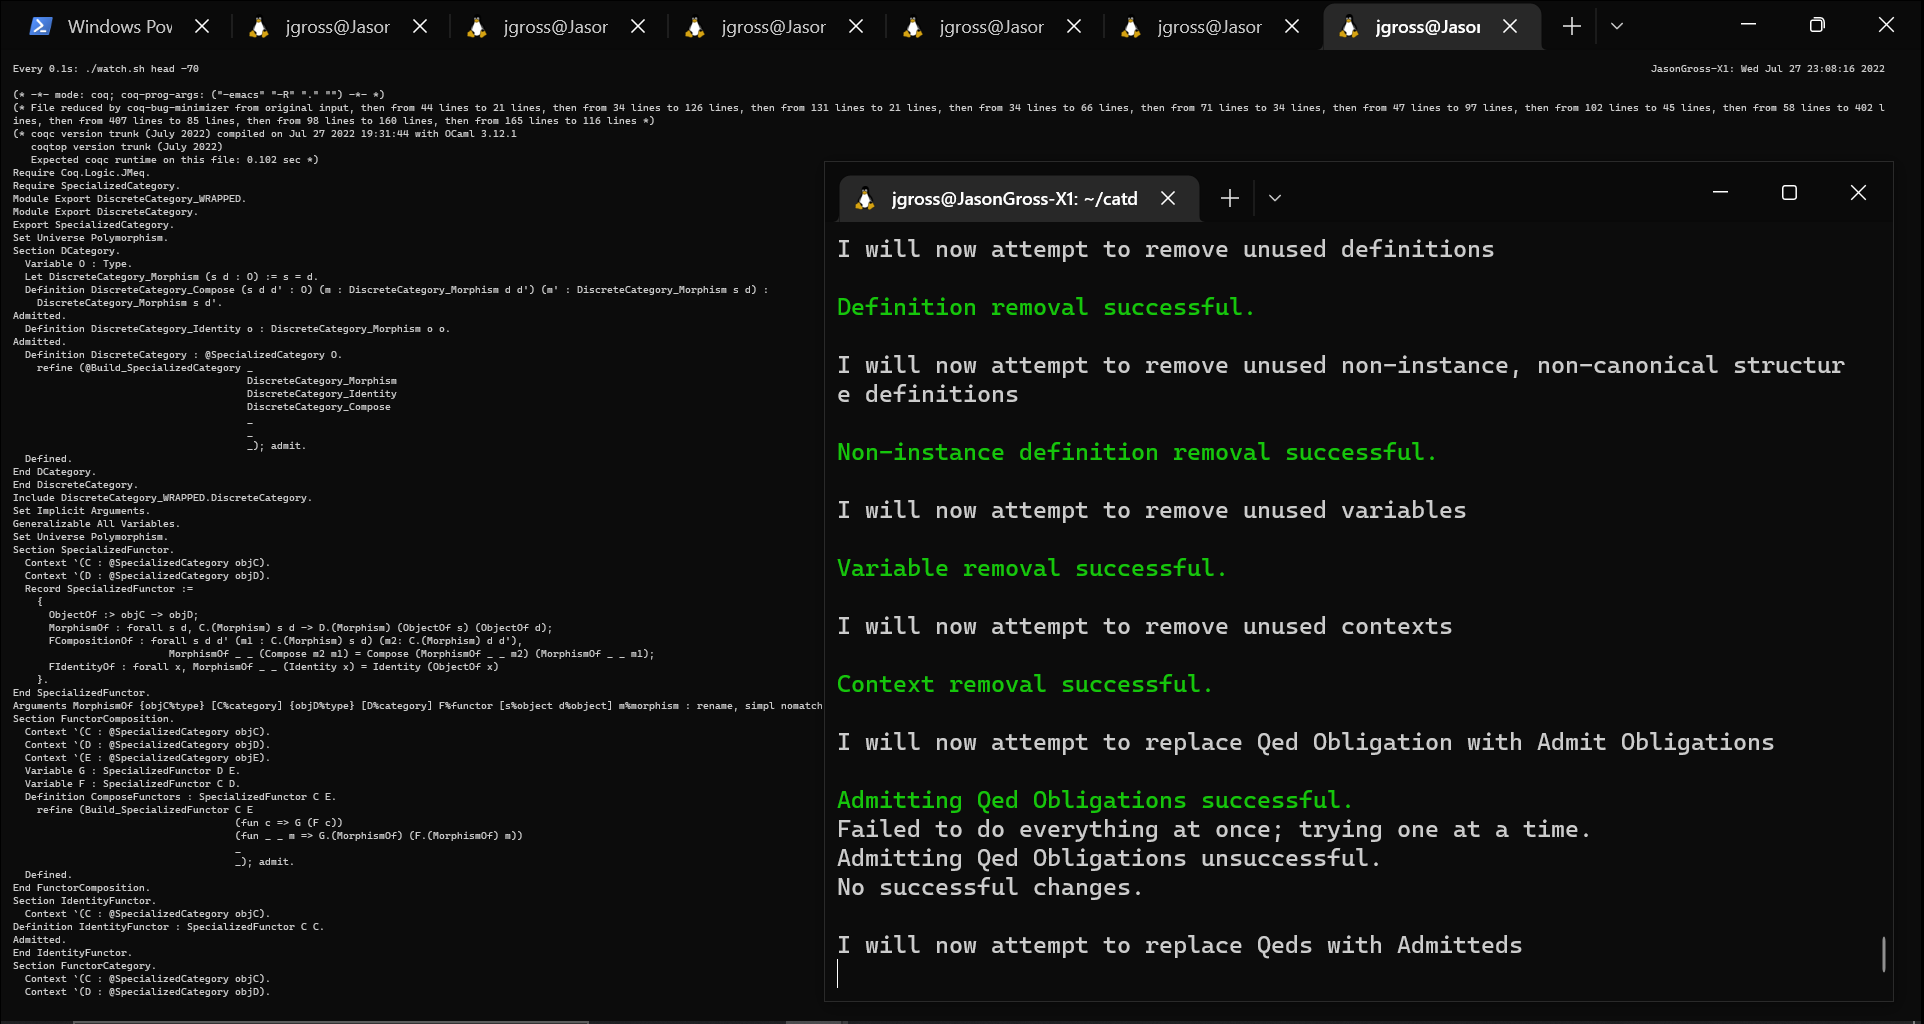 Windows Pov
jgross@Jasor
jgross@Jasor
jgross@Jasor
jgross@Jasor
jgross@Jasor
jgross@Jasor
Every 0.1s: ./watch.sh head -70
JasonGross-X1: Wed Jul 27 23:08:16 2022
(* -*- mode: coq; coq-prog-args: ("-emacs" "-R" "." "") -*- *)
(* File reduced by coq-bug-minimizer from original input, then from 44 lines to 21 lines, then from 34 lines to 126 lines, then from 131 lines to 21 lines, then from 34 lines to 66 lines, then from 71 lines to 34 lines, then from 47 lines to 97 lines, then from 102 lines to 45 lines, then from 58 lines to 402 l
ines, then from 407 lines to 85 lines, then from 98 lines to 160 lines, then from 165 lines to 116 lines *)
(* coqc version trunk (July 2022) compiled on Jul 27 2022 19:31:44 with OCaml 3.12.1
   coqtop version trunk (July 2022)
   Expected coqc runtime on this file: 0.102 sec *)
Require Coq.Logic.JMeq.
Require SpecializedCategory.
Module Export DiscreteCategory_WRAPPED.
Module Export DiscreteCategory.
Export SpecializedCategory.
Set Universe Polymorphism.
Section DCategory.
  Variable O : Type.
  Let DiscreteCategory_Morphism (s d : O) := s = d.
  Definition DiscreteCategory_Compose (s d d' : O) (m : DiscreteCategory_Morphism d d') (m' : DiscreteCategory_Morphism s d) :
    DiscreteCategory_Morphism s d'.
Admitted.
  Definition DiscreteCategory_Identity o : DiscreteCategory_Morphism o o.
Admitted.
  Definition DiscreteCategory : @SpecializedCategory O.
    refine (@Build_SpecializedCategory _
                                       DiscreteCategory_Morphism
                                       DiscreteCategory_Identity
                                       DiscreteCategory_Compose
                                       _
                                       _
                                       _); admit.
  Defined.
End DCategory.
End DiscreteCategory.
Include DiscreteCategory_WRAPPED.DiscreteCategory.
Set Implicit Arguments.
Generalizable All Variables.
Set Universe Polymorphism.
Section SpecializedFunctor.
  Context `(C : @SpecializedCategory objC).
  Context `(D : @SpecializedCategory objD).
  Record SpecializedFunctor :=
    {
      ObjectOf :> objC -> objD;
      MorphismOf : forall s d, C.(Morphism) s d -> D.(Morphism) (ObjectOf s) (ObjectOf d);
      FCompositionOf : forall s d d' (m1 : C.(Morphism) s d) (m2: C.(Morphism) d d'),
                          MorphismOf _ _ (Compose m2 m1) = Compose (MorphismOf _ _ m2) (MorphismOf _ _ m1);
      FIdentityOf : forall x, MorphismOf _ _ (Identity x) = Identity (ObjectOf x)
    }.
End SpecializedFunctor.
Arguments MorphismOf {objC%type} [C%category] {objD%type} [D%category] F%functor [s%object d%object] m%morphism : rename, simpl nomatch
Section FunctorComposition.
  Context `(C : @SpecializedCategory objC).
  Context `(D : @SpecializedCategory objD).
  Context `(E : @SpecializedCategory objE).
  Variable G : SpecializedFunctor D E.
  Variable F : SpecializedFunctor C D.
  Definition ComposeFunctors : SpecializedFunctor C E.
    refine (Build_SpecializedFunctor C E
                                     (fun c => G (F c))
                                     (fun _ _ m => G.(MorphismOf) (F.(MorphismOf) m))
                                     _
                                     _); admit.
  Defined.
End FunctorComposition.
Section IdentityFunctor.
  Context `(C : @SpecializedCategory objC).
Definition IdentityFunctor : SpecializedFunctor C C.
Admitted.
End IdentityFunctor.
Section FunctorCategory.
  Context `(C : @SpecializedCategory objC).
  Context `(D : @SpecializedCategory objD).
jgross@JasonGross-X1: ~/catd
I will now attempt to remove unused definitions
Definition removal successful.
I will now attempt to remove unused non-instance, non-canonical structur
e definitions
Non-instance definition removal successful.
I will now attempt to remove unused variables
Variable removal successful.
I will now attempt to remove unused contexts
Context removal successful.
I will now attempt to replace Qed Obligation with Admit Obligations
Admitting Qed Obligations successful.
Failed to do everything at once; trying one at a time.
Admitting Qed Obligations unsuccessful.
No successful changes.
I will now attempt to replace Qeds with Admitteds